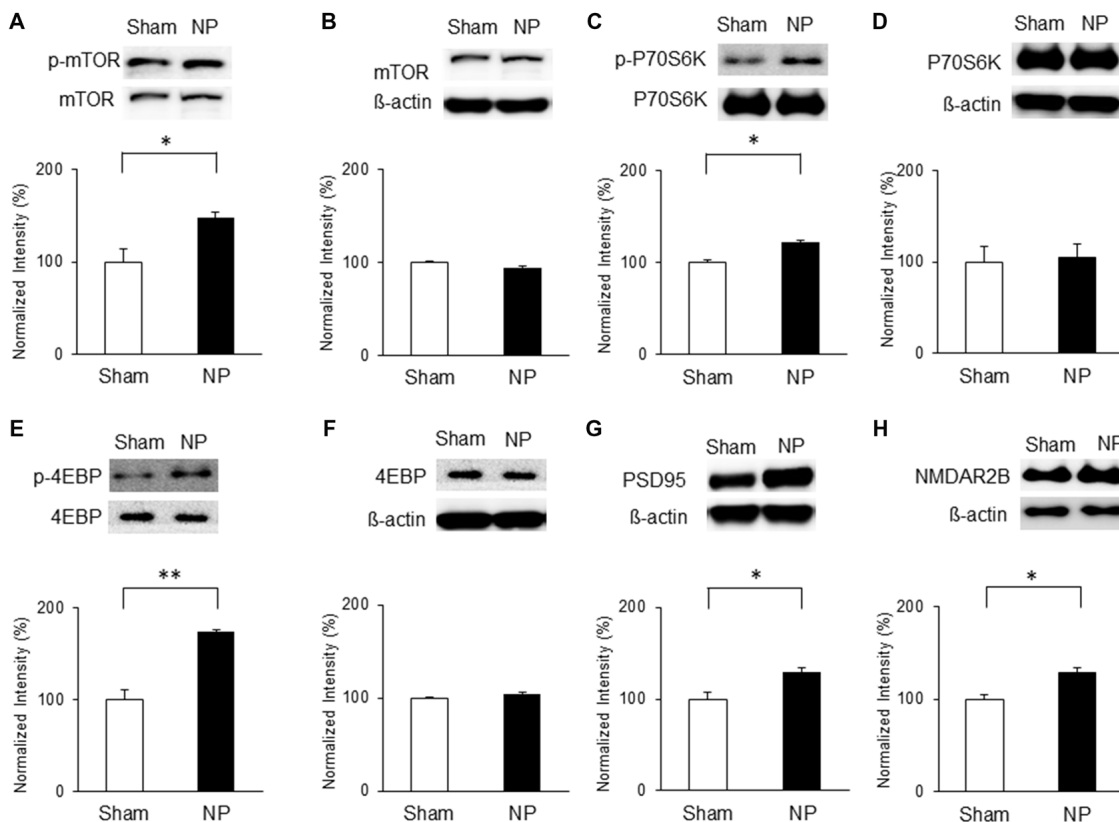 A
Sham NP
p-mTOR
mTOR
*
Normalized Intensity (%)
200
100
0
Sham NP
B
Sham NP
mTOR
ß-actin
Normalized Intensity (%)
200
100
0
Sham NP
C
Sham NP
p-P70S6K
P70S6K
*
Normalized Intensity (%)
200
100
0
Sham NP
D
Sham NP
P70S6K
ß-actin
Normalized Intensity (%)
200
100
0
Sham NP
E
Sham NP
p-4EBP
4EBP
**
Normalized Intensity (%)
200
100
0
Sham NP
F
Sham NP
4EBP
ß-actin
Normalized Intensity (%)
200
100
0
Sham NP
G
Sham NP
PSD95
ß-actin
*
Normalized Intensity (%)
200
100
0
Sham NP
H
Sham NP
NMDAR2B
ß-actin
*
Normalized Intensity (%)
200
100
0
Sham NP